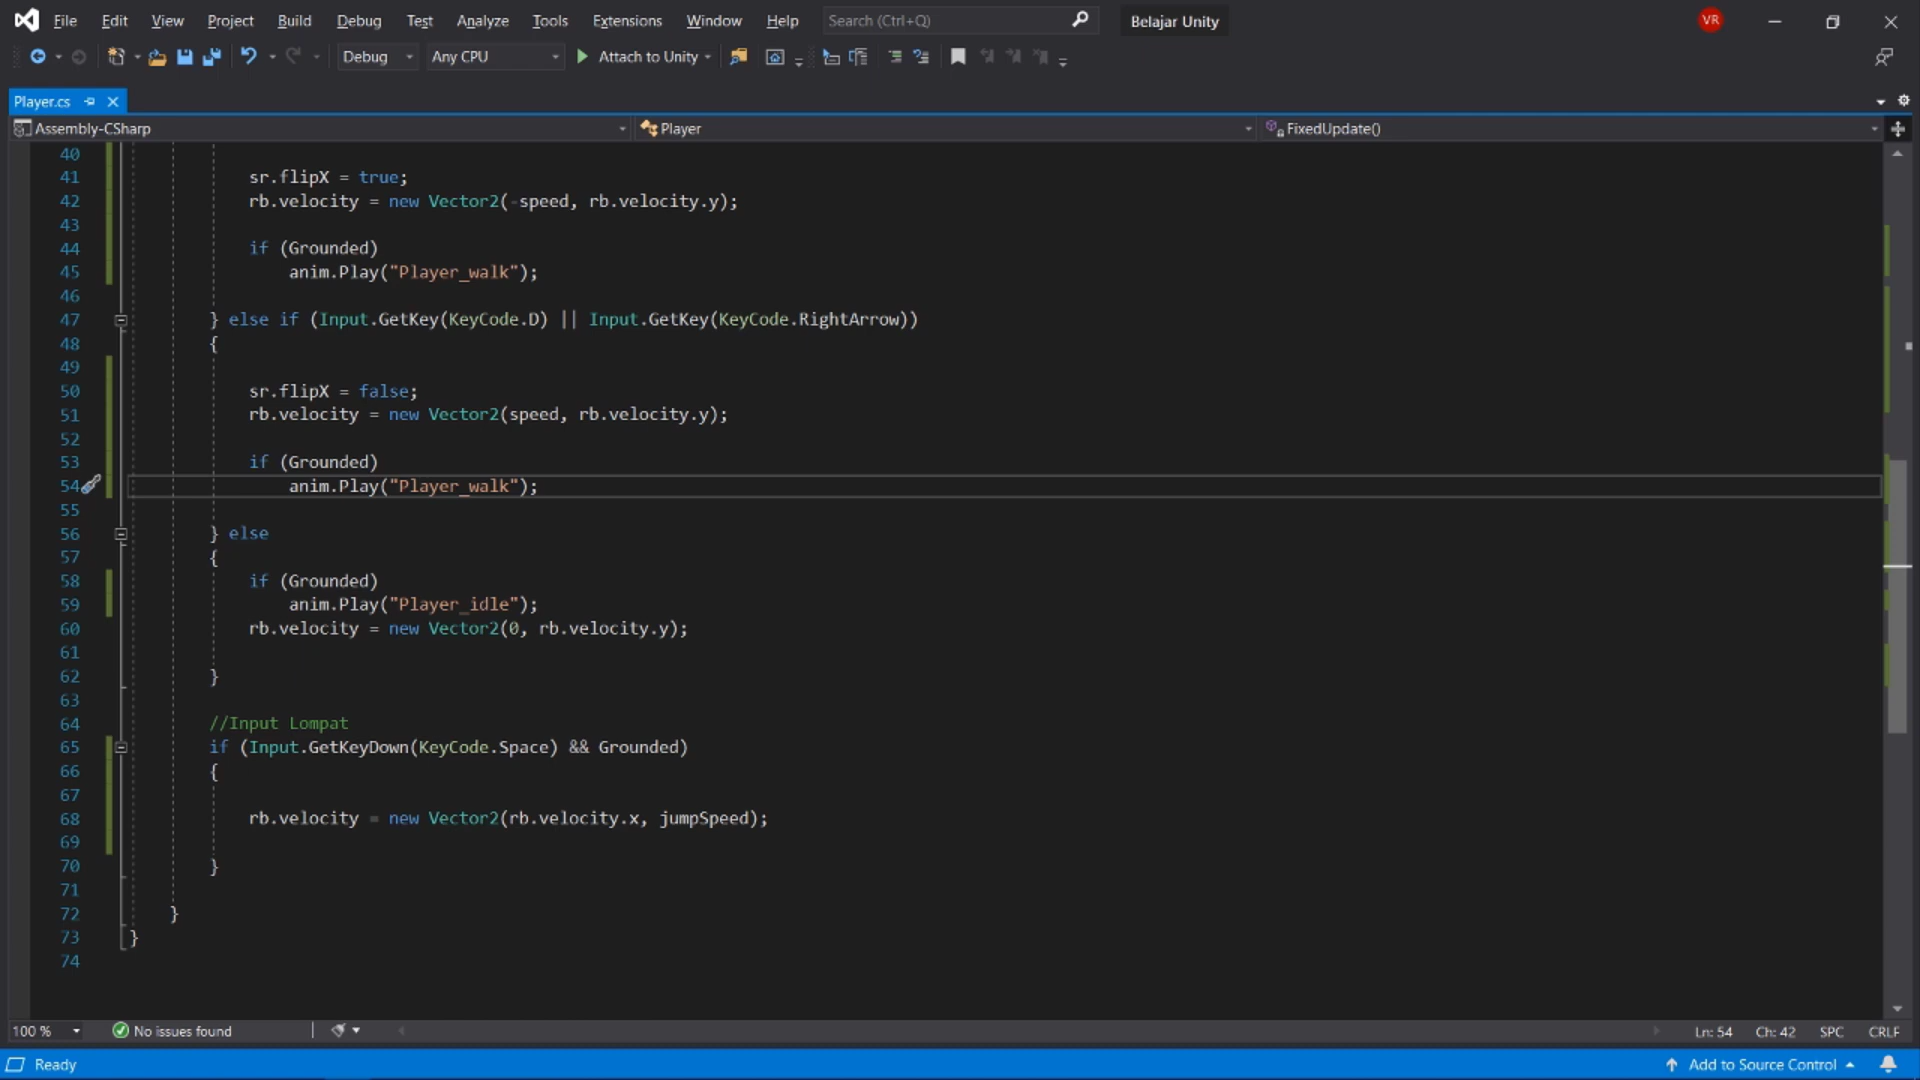 File Edit View Project Build Debug Test Analyze Tools Extensions Window Help Search (Ctrl+Q) Belajar Unity VR
Debug Any CPU Attach to Unity
Player.cs
Assembly-CSharp Player FixedUpdate()
40
41 sr.flipX = true;
42 rb.velocity = new Vector2(-speed, rb.velocity.y);
43
44 if (Grounded)
45 anim.Play("Player_walk");
46
47 } else if (Input.GetKey(KeyCode.D) || Input.GetKey(KeyCode.RightArrow))
48 {
49
50 sr.flipX = false;
51 rb.velocity = new Vector2(speed, rb.velocity.y);
52
53 if (Grounded)
54 anim.Play("Player_walk");
55
56 } else
57 {
58 if (Grounded)
59 anim.Play("Player_idle");
60 rb.velocity = new Vector2(0, rb.velocity.y);
61
62 }
63
64 //Input Lompat
65 if (Input.GetKeyDown(KeyCode.Space) && Grounded)
66 {
67
68 rb.velocity = new Vector2(rb.velocity.x, jumpSpeed);
69
70 }
71
72 }
73 }
74
100 % No issues found Ln: 54 Ch: 42 SPC CRLF
Ready Add to Source Control